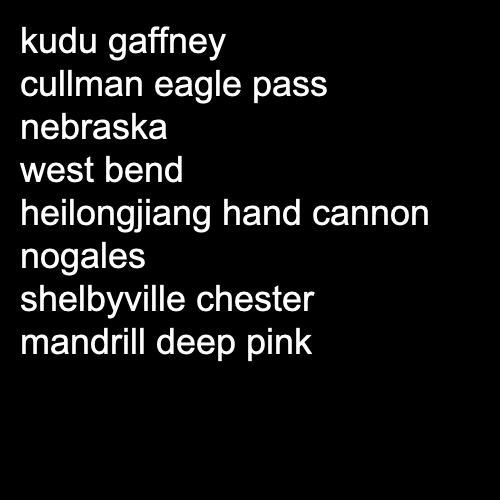 kudu gaffney
cullman eagle pass
nebraska
west bend
heilongjiang hand cannon
nogales
shelbyville chester
mandrill deep pink